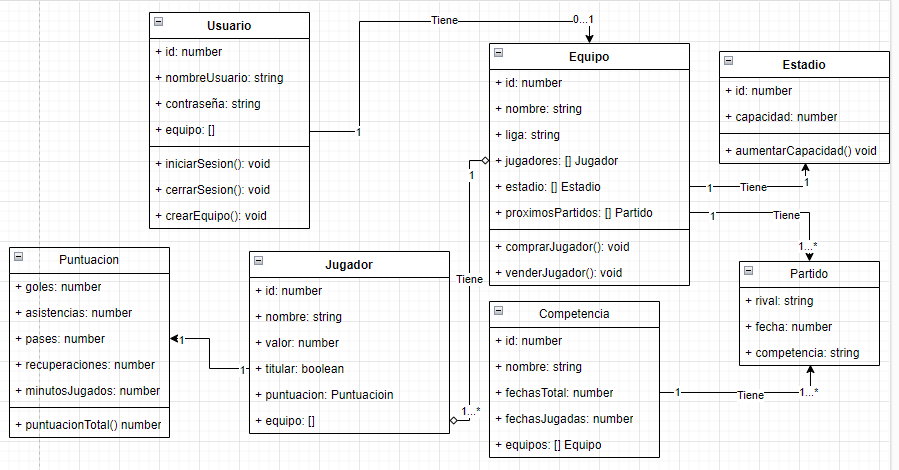 Usuario
+ id: number
+ nombreUsuario: string
+ contraseña: string
+ equipo: []
+ iniciarSesion(): void
+ cerrarSesion(): void
+ crearEquipo(): void
1
Tiene
0...1
Equipo
+ id: number
+ nombre: string
+ liga: string
+ jugadores: [] Jugador
+ estadio: [] Estadio
+ proximosPartidos: [] Partido
+ comprarJugador(): void
+ venderJugador(): void
Estadio
+ id: number
+ capacidad: number
+ aumentarCapacidad() void
1
Tiene
1
1
Tiene
1...*
Puntuacion
+ goles: number
+ asistencias: number
+ pases: number
+ recuperaciones: number
+ minutosJugados: number
+ puntuacionTotal() number
1
1
Jugador
+ id: number
+ nombre: string
+ valor: number
+ titular: boolean
+ puntuacion: Puntuacioin
+ equipo: []
1
Tiene
1...*
Competencia
+ id: number
+ nombre: string
+ fechasTotal: number
+ fechasJugadas: number
+ equipos: [] Equipo
1
Tiene
1...*
Partido
+ rival: string
+ fecha: number
+ competencia: string